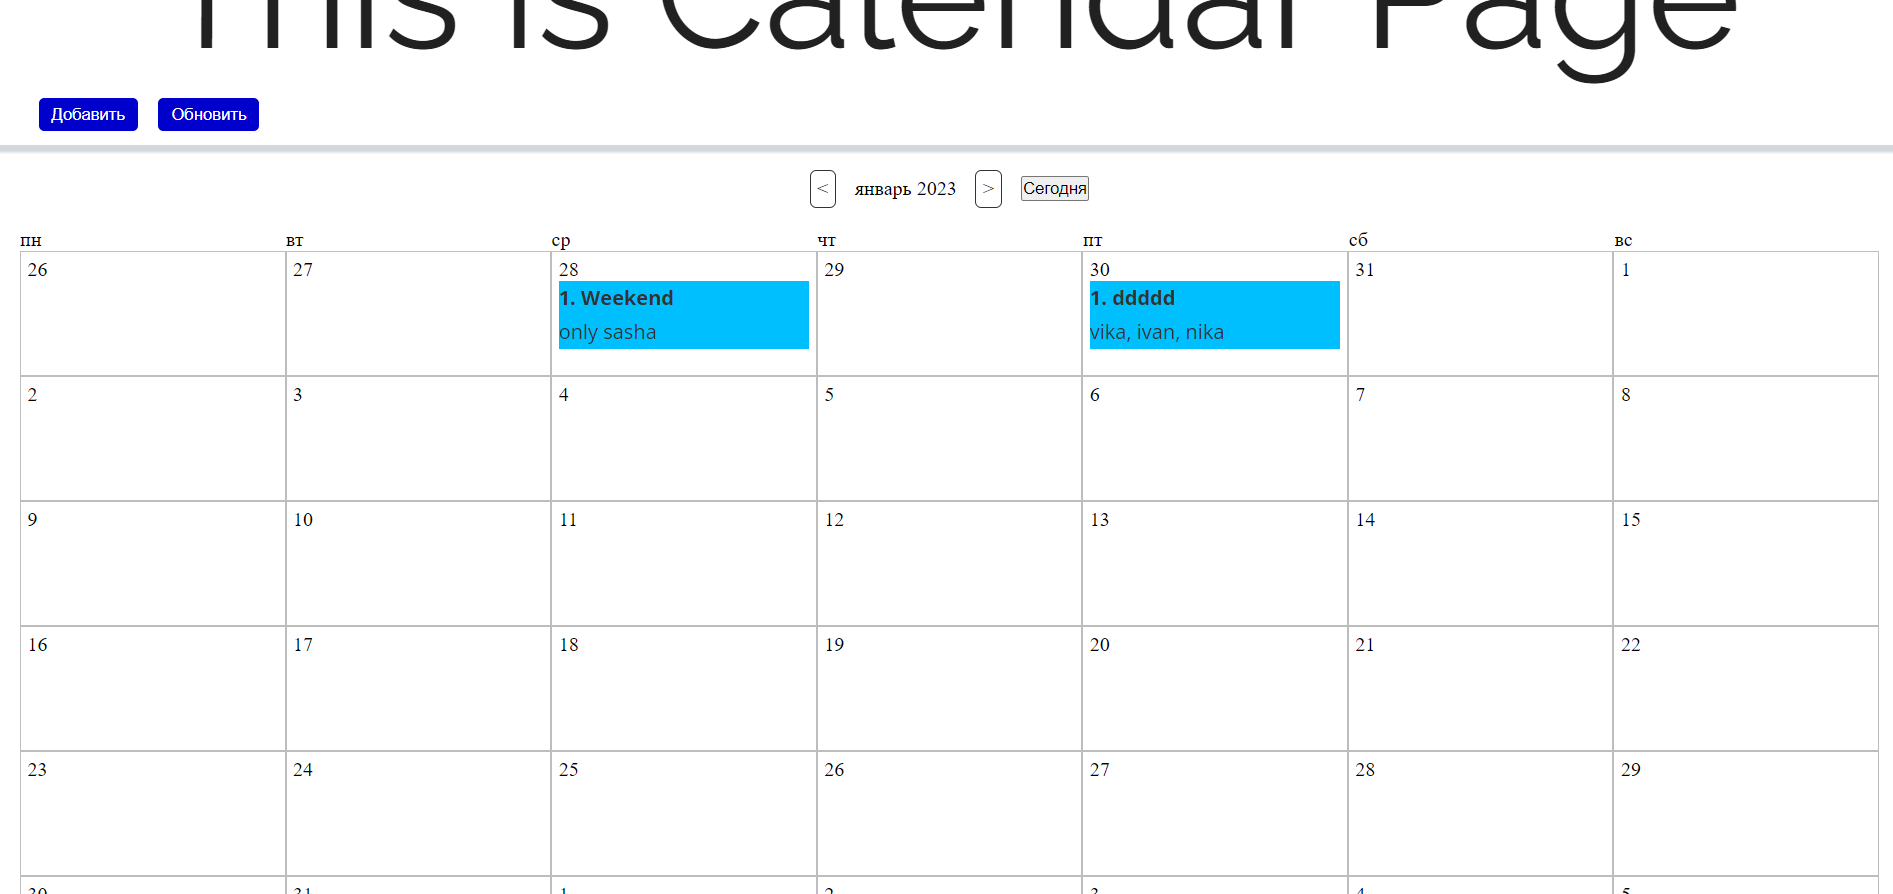 This is Calendar Page
Добавить Обновить
< январь 2023 > Сегодня
пн вт ср чт пт сб вс
26 27 28 29 30 31 1
1. Weekend 1. ddddd
only sasha vika, ivan, nika
2 3 4 5 6 7 8
9 10 11 12 13 14 15
16 17 18 19 20 21 22
23 24 25 26 27 28 29
30 31 1 2 3 4 5